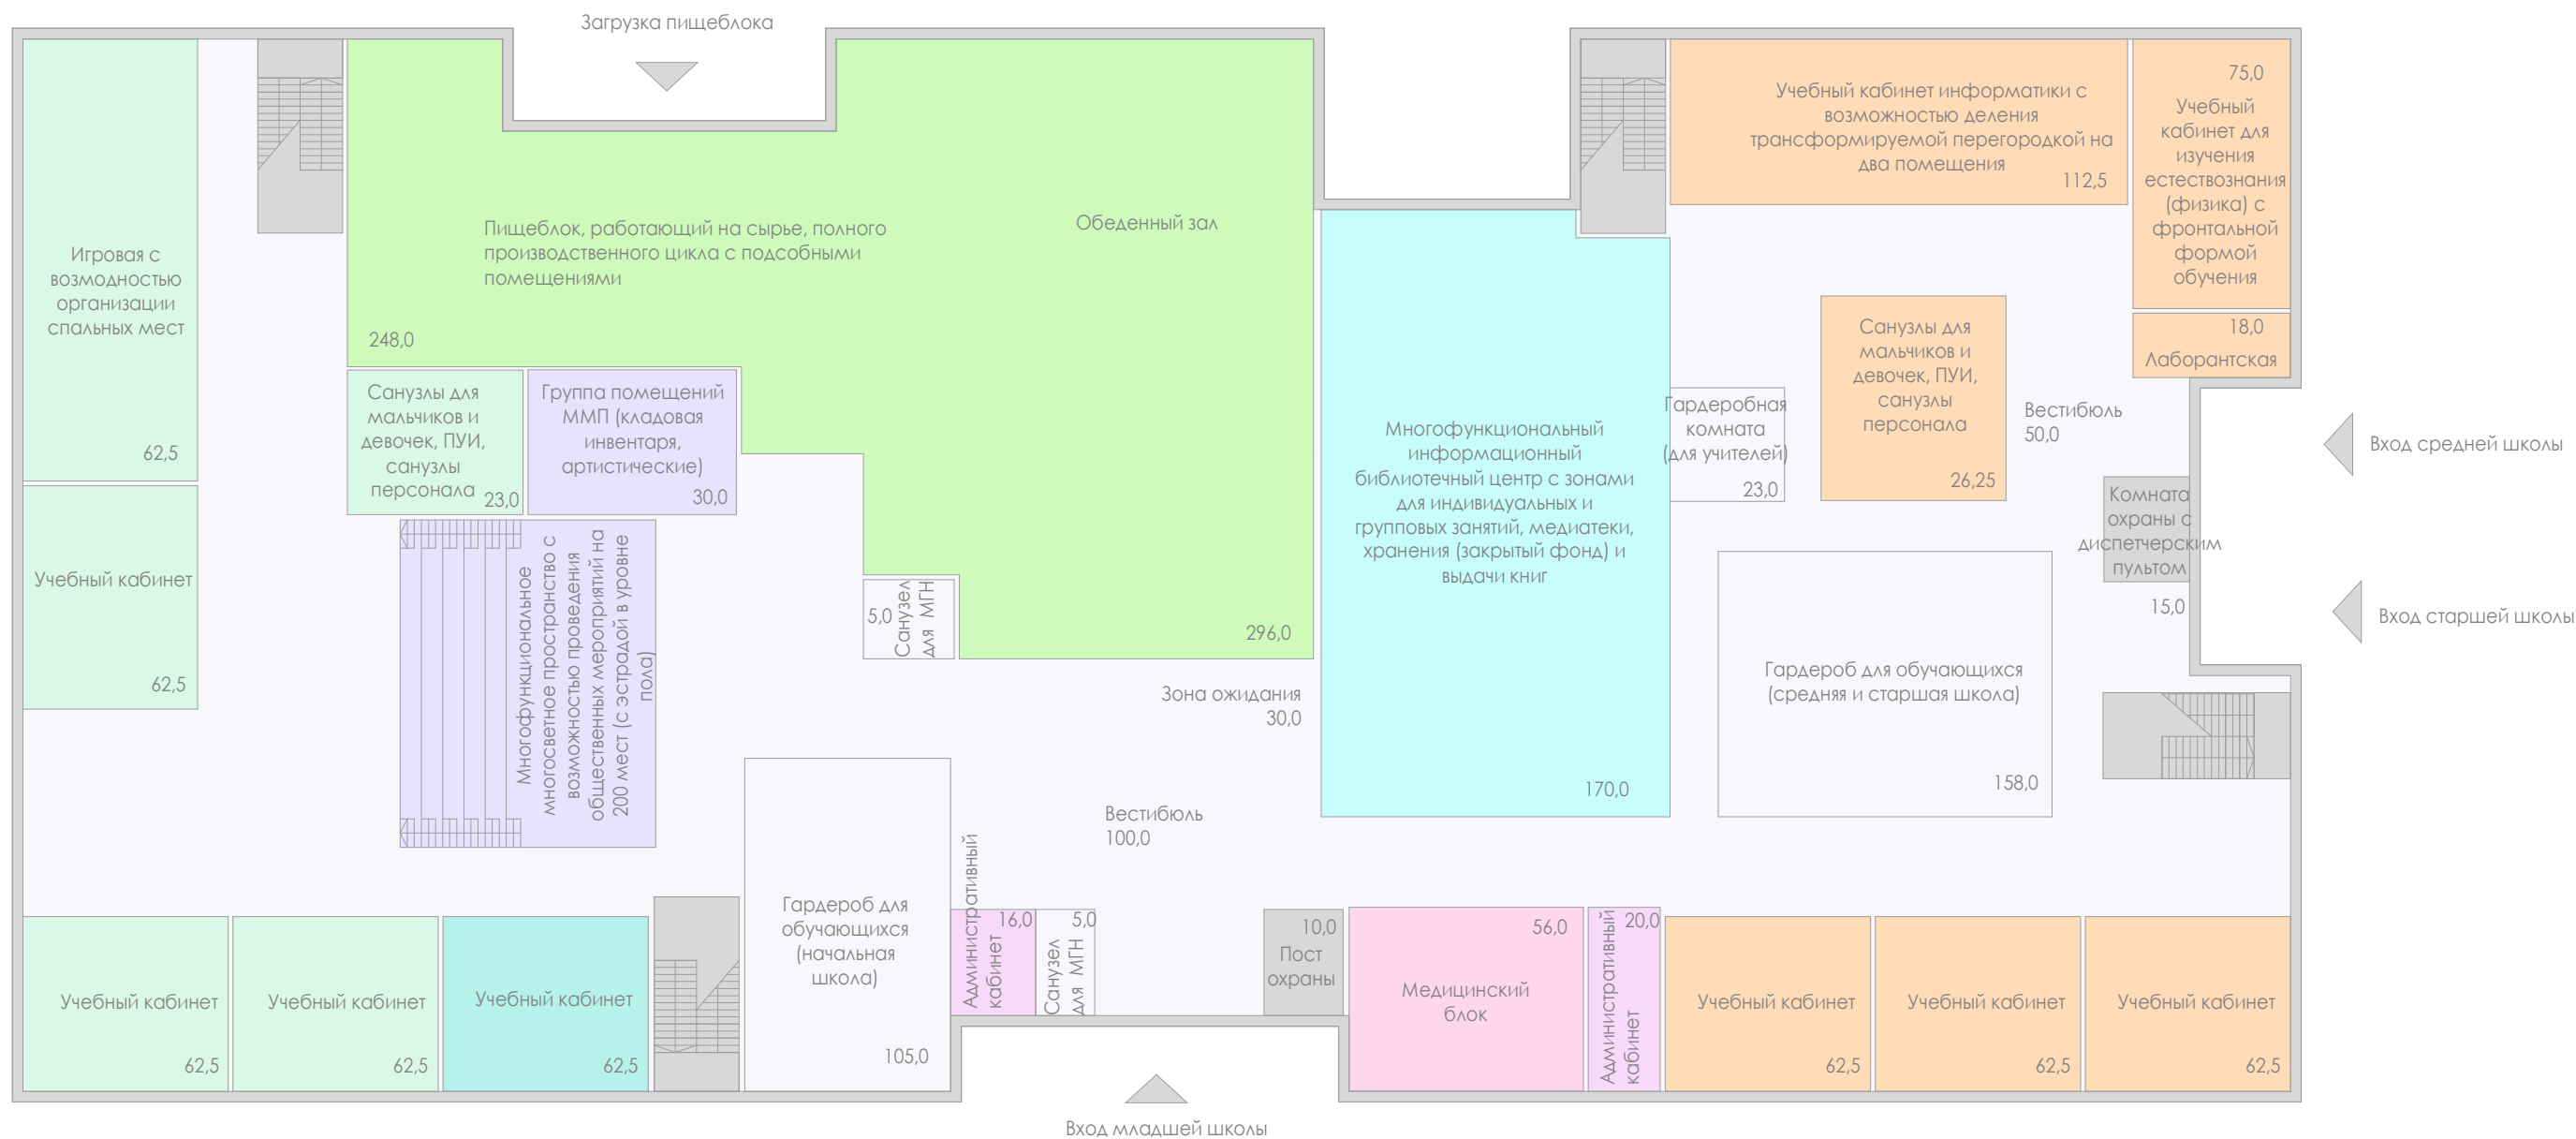 Загрузка пищеблока
Игровая с
возмодностью
организации
спальных мест
62,5
Учебный кабинет
62,5
Пищеблок, работающий на сырье, полного
производственного цикла с подсобными
помещениями
248,0
Обеденный зал
296,0
Санузлы для
мальчиков и
девочек, ПУИ,
санузлы
персонала
23,0
Группа помещений
ММП (кладовая
инвентаря,
артистические)
30,0
Многофункциональное
многосветное пространство с
возможностью проведения
общественных мероприятий на
200 мест (с эстрадой в уровне
пола)
5,0
Санузел
для МГН
Зона ожидания
30,0
Вестибюль
100,0
Многофункциональный
информационный
библиотечный центр с зонами
для индивидуальных и
групповых занятий, медиатеки,
хранения (закрытый фонд) и
выдачи книг
170,0
Учебный кабинет информатики с
возможностью деления
трансформируемой перегородкой на
два помещения
112,5
75,0
Учебный
кабинет для
изучения
естествознания
(физика) с
фронтальной
формой
обучения
18,0
Лаборантская
Гардеробная
комната
(для учителей)
23,0
Санузлы для
мальчиков и
девочек, ПУИ,
санузлы
персонала
26,25
Вестибюль
50,0
Вход средней школы
Комната
охраны с
диспетчерским
пультом
15,0
Вход старшей школы
Гардероб для обучающихся
(средняя и старшая школа)
158,0
Учебный кабинет
62,5
Учебный кабинет
62,5
Учебный кабинет
62,5
Гардероб для
обучающихся
(начальная
школа)
105,0
Административный
кабинет
16,0
5,0
Санузел
для МГН
10,0
Пост
охраны
56,0
Медицинский
блок
20,0
Административный
кабинет
Учебный кабинет
62,5
Учебный кабинет
62,5
Учебный кабинет
62,5
Вход младшей школы